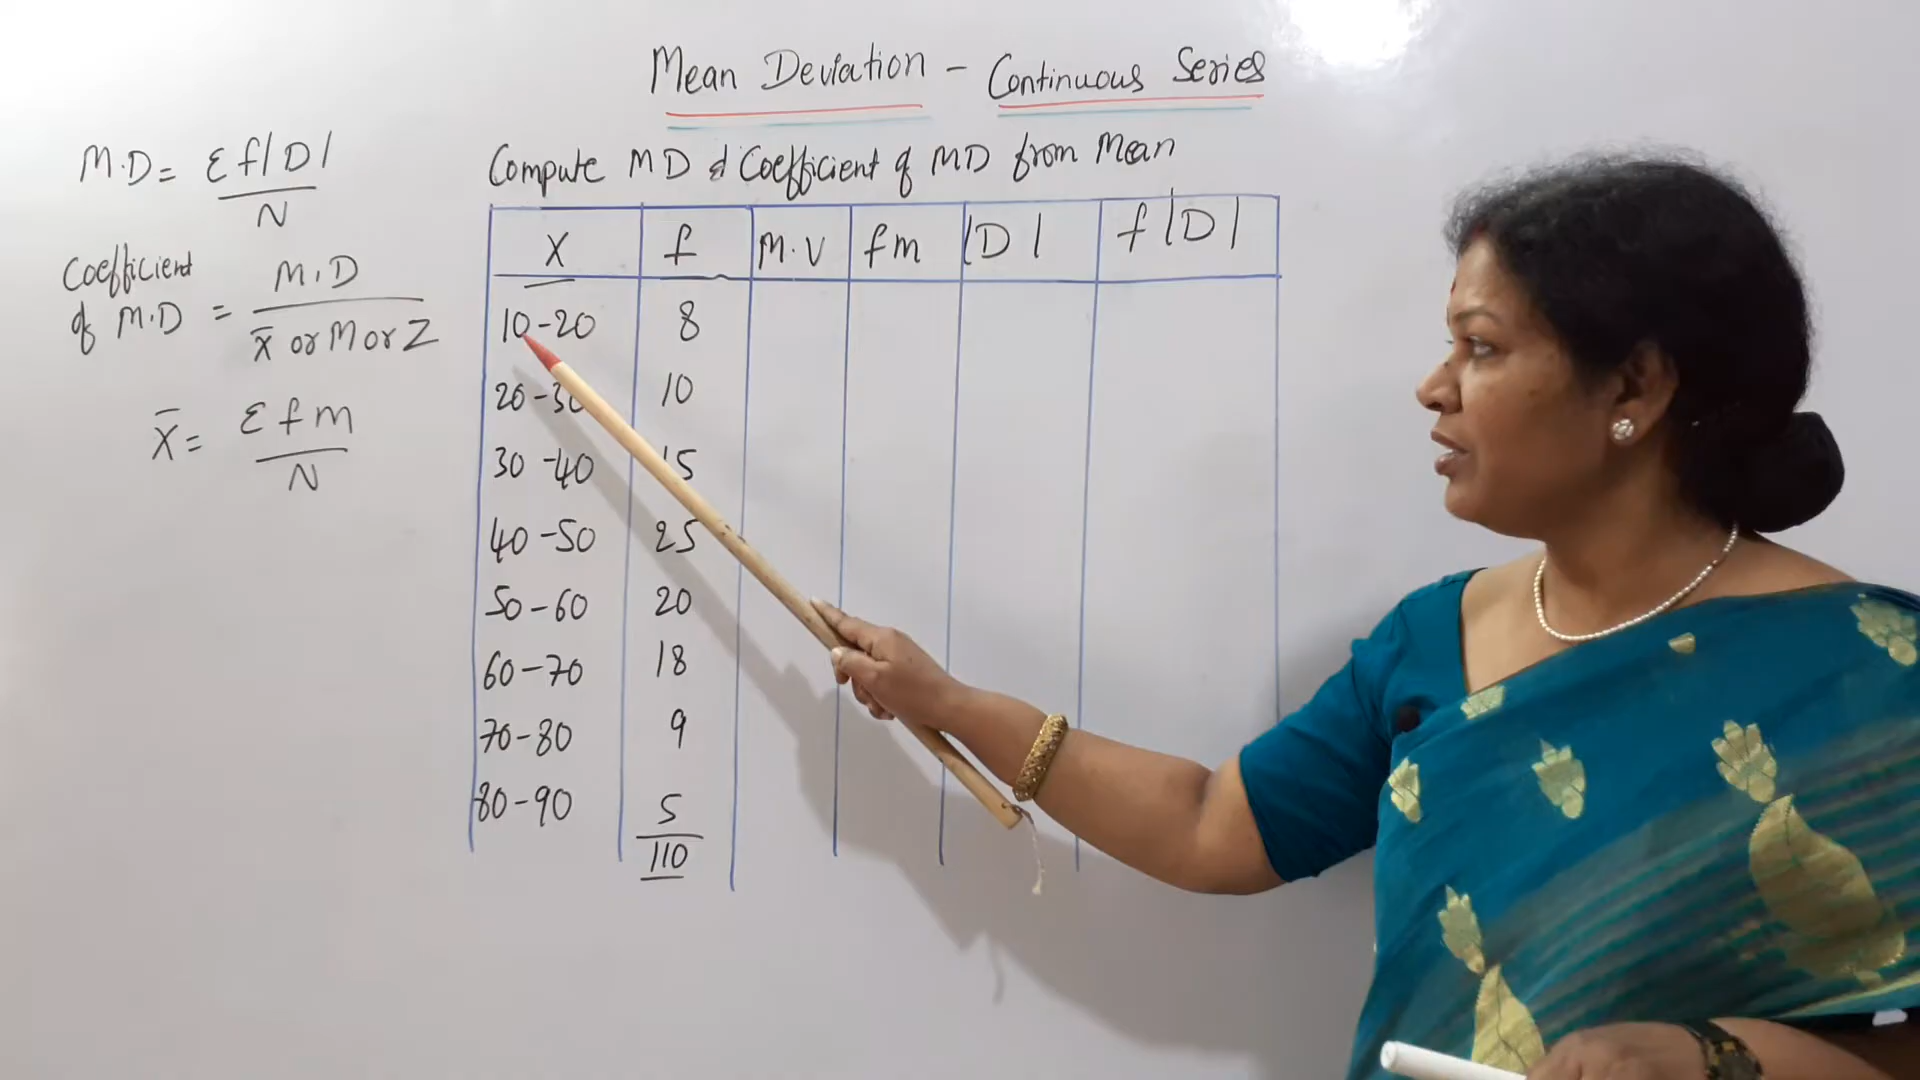 Mean Deviation - Continuous Series
M.D = Σf|D| / N
Coefficient of M.D = M.D / x̄ or M or Z
X̄ = Σfm / N
Compute MD & Coefficient of MD from Mean
X f M.V fm |D| f|D|
10-20 8
20-30 10
30-40 15
40-50 25
50-60 20
60-70 18
70-80 9
80-90 5
110